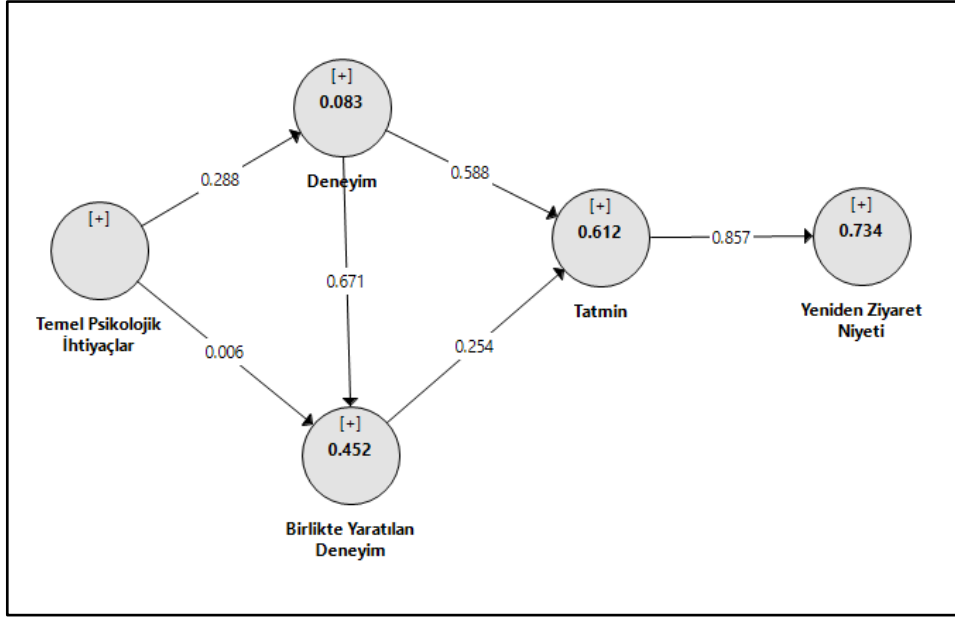 [+]
0.083
Deneyim
0.288
0.588
[+]
Temel Psikolojik
İhtiyaçlar
[+]
0.612
Tatmin
0.857
[+]
0.734
Yeniden Ziyaret
Niyeti
0.671
0.006
0.254
[+]
0.452
Birlikte Yaratılan
Deneyim